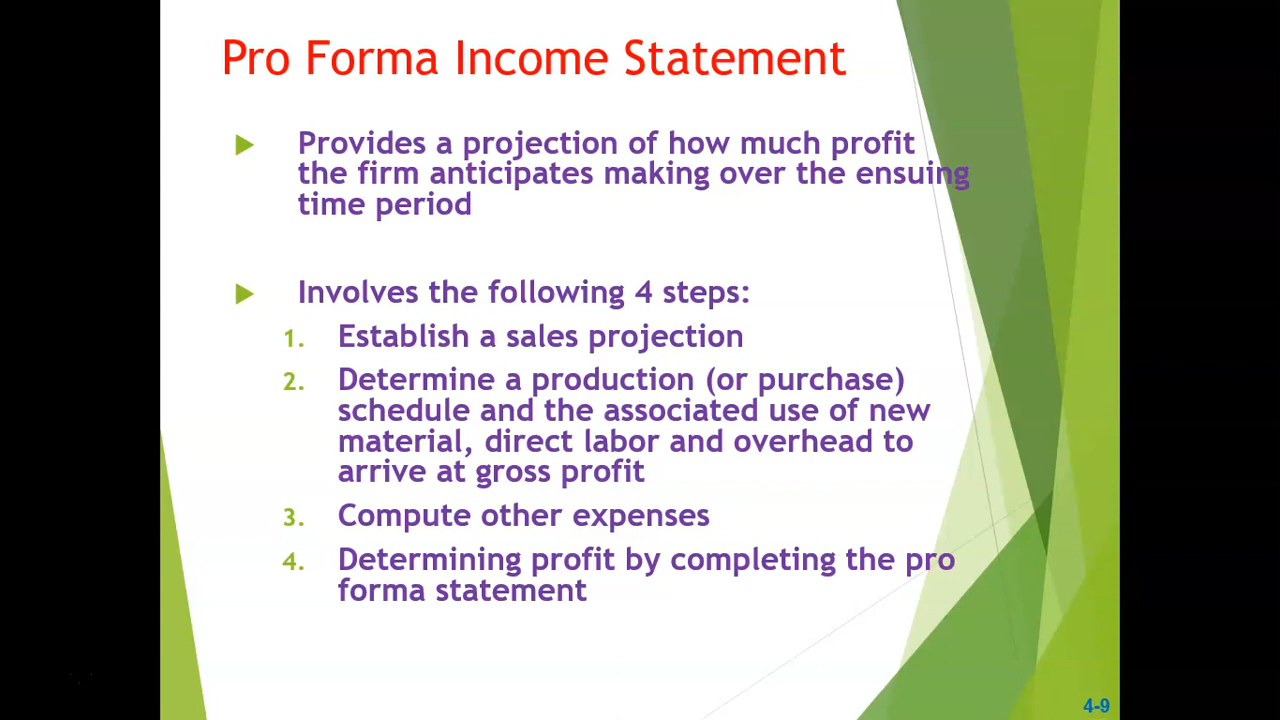 Pro Forma Income Statement
Provides a projection of how much profit
the firm anticipates making over the ensuing
time period
Involves the following 4 steps:
1. Establish a sales projection
2. Determine a production (or purchase)
schedule and the associated use of new
material, direct labor and overhead to
arrive at gross profit
3. Compute other expenses
4. Determining profit by completing the pro
forma statement
4-9